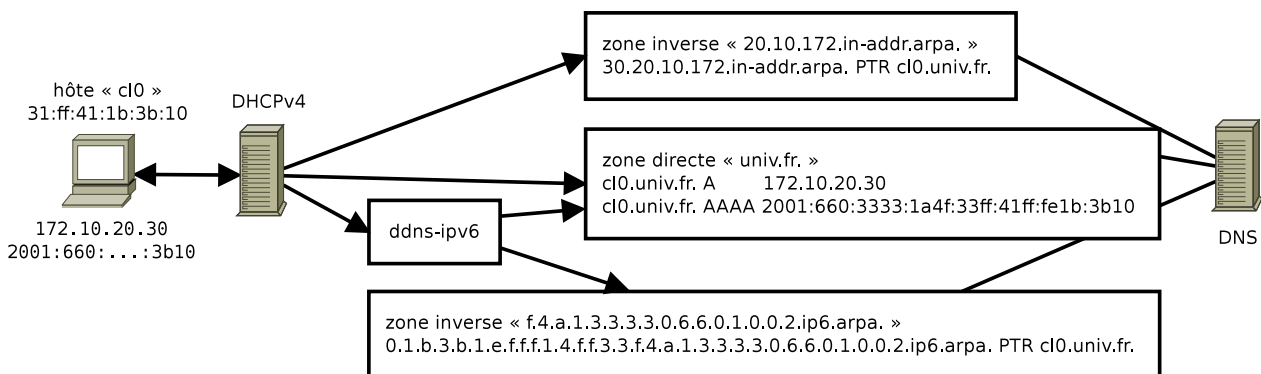 hôte « cl0 »
31:ff:41:1b:3b:10
172.10.20.30
2001:660:...:3b10
DHCPv4
zone inverse « 20.10.172.in-addr.arpa. »
30.20.10.172.in-addr.arpa. PTR cl0.univ.fr.
zone directe « univ.fr. »
cl0.univ.fr. A 172.10.20.30
cl0.univ.fr. AAAA 2001:660:3333:1a4f:33ff:41ff:fe1b:3b10
ddns-ipv6
DNS
zone inverse « f.4.a.1.3.3.3.3.0.6.6.0.1.0.0.2.ip6.arpa. »
0.1.b.3.b.1.e.f.f.f.1.4.f.f.3.3.f.4.a.1.3.3.3.3.0.6.6.0.1.0.0.2.ip6.arpa. PTR cl0.univ.fr.